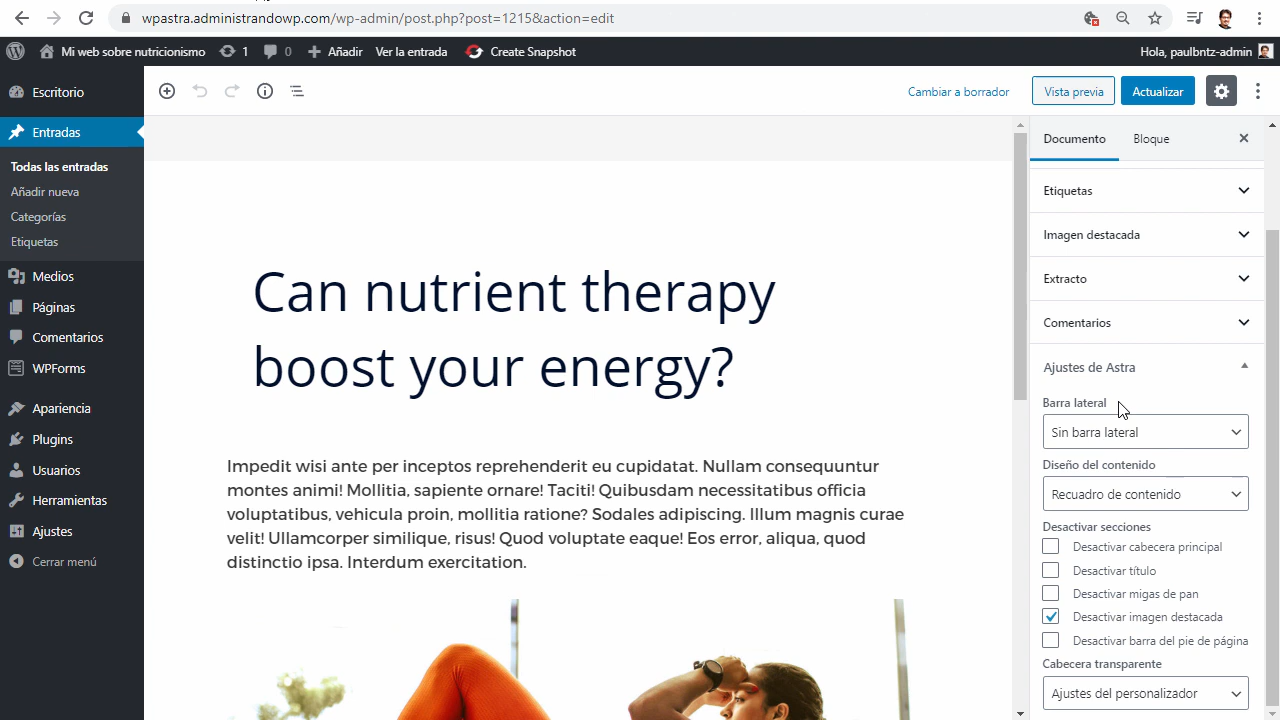 wpastra.administrandowp.com/wp-admin/post.php?post=1215&action=edit
Mi web sobre nutricionismo 1 0 Añadir Ver la entrada Create Snapshot Hola, paulbntz-admin
Escritorio
Entradas
Todas las entradas
Añadir nueva
Categorías
Etiquetas
Medios
Páginas
Comentarios
WPForms
Apariencia
Plugins
Usuarios
Herramientas
Ajustes
Cerrar menú
Cambiar a borrador Vista previa Actualizar
Can nutrient therapy
boost your energy?
Impedit wisi ante per inceptos reprehenderit eu cupidatat. Nullam consequuntur
montes animi! Mollitia, sapiente ornare! Taciti! Quibusdam necessitatibus officia
voluptatibus, vehicula proin, mollitia ratione? Sodales adipiscing. Illum magnis curae
velit! Ullamcorper similique, risus! Quod voluptate eaque! Eos error, aliqua, quod
distinctio ipsa. Interdum exercitation.
Documento Bloque
Etiquetas
Imagen destacada
Extracto
Comentarios
Ajustes de Astra
Barra lateral
Sin barra lateral
Diseño del contenido
Recuadro de contenido
Desactivar secciones
Desactivar cabecera principal
Desactivar título
Desactivar migas de pan
Desactivar imagen destacada
Desactivar barra del pie de página
Cabecera transparente
Ajustes del personalizador